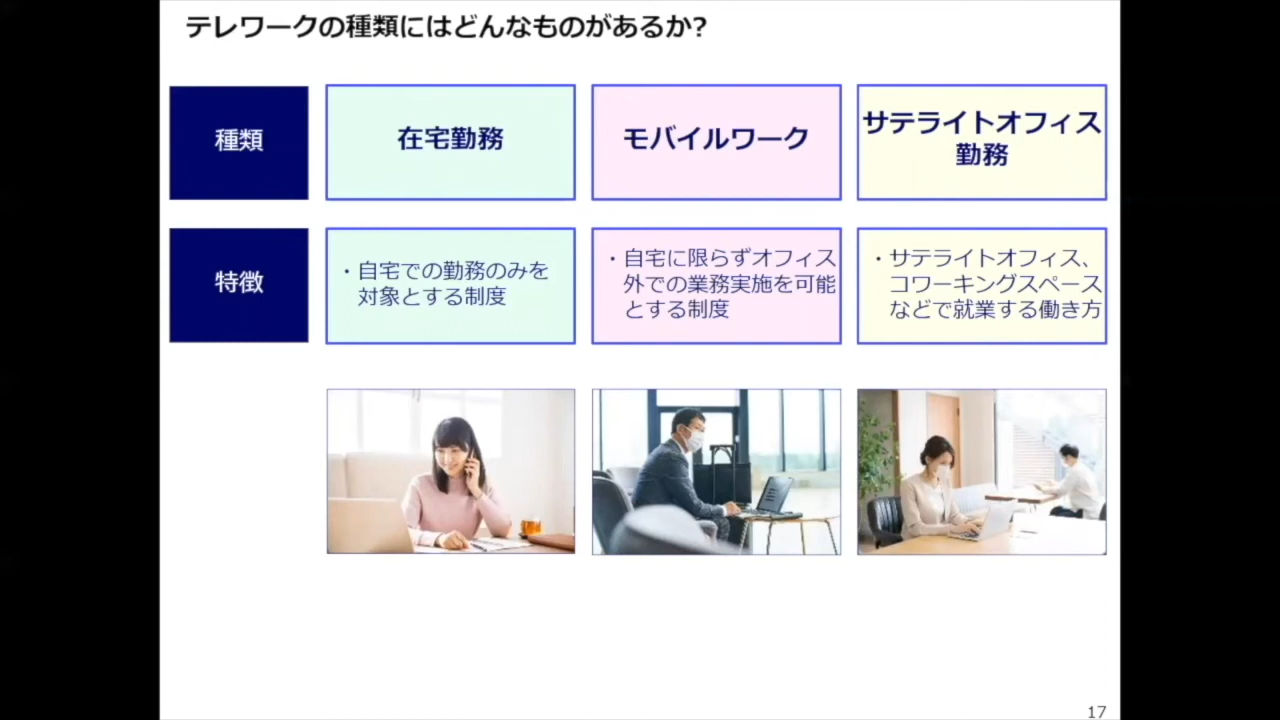 テレワークの種類にはどんなものがあるか?
種類
在宅勤務
モバイルワーク
サテライトオフィス
勤務
特徴
・自宅での勤務のみを
対象とする制度
・自宅に限らずオフィス
外での業務実施を可能
とする制度
・サテライトオフィス、
コワーキングスペース
などで就業する働き方
17